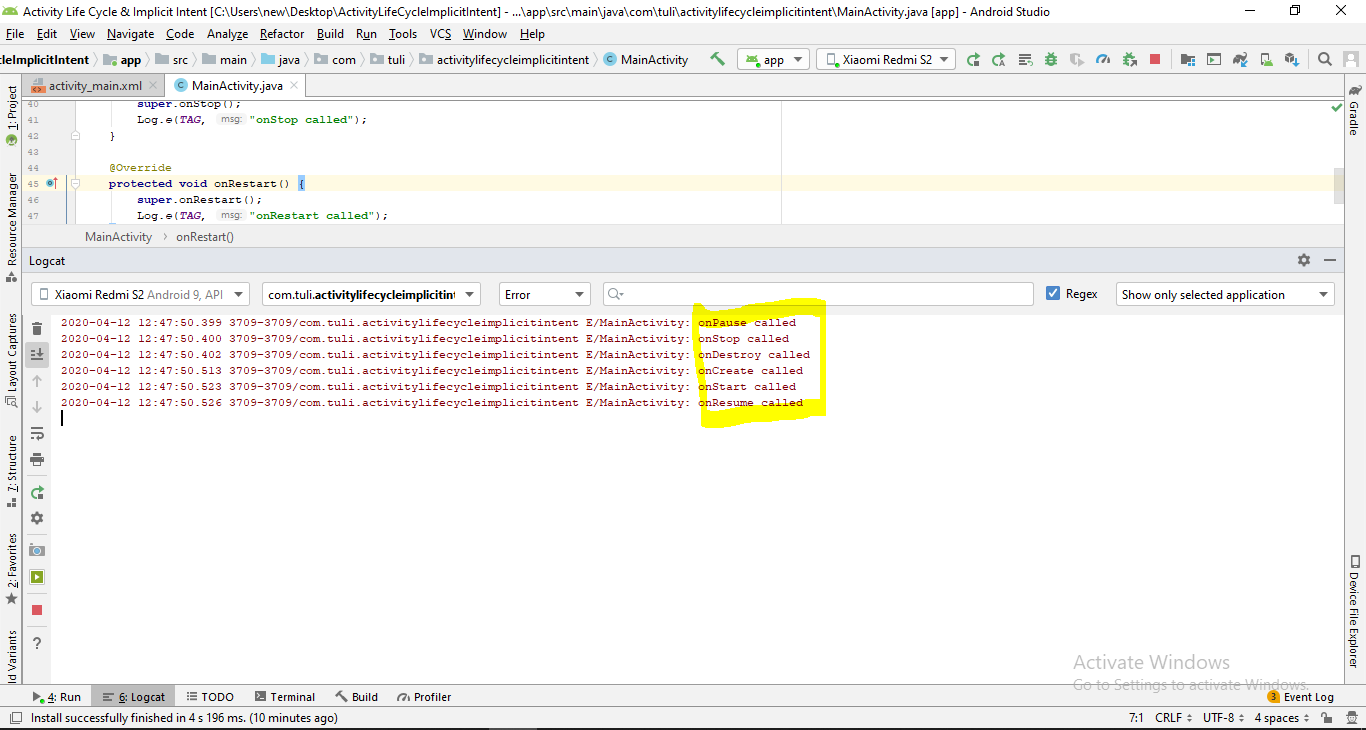 Activity Life Cycle & Implicit Intent [C:\Users\new\Desktop\ActivityLifeCycleImplicitIntent] - ...\app\src\main\java\com\tuli\activitylifecycleimplicitintent\MainActivity.java [app] - Android Studio
File Edit View Navigate Code Analyze Refactor Build Run Tools VCS Window Help
leImplicitIntent app src main java com tuli activitylifecycleimplicitintent MainActivity app Xiaomi Redmi S2
activity_main.xml MainActivity.java
1: Project
Resource Manager
Layout Captures
7: Structure
2: Favorites
ld Variants
40 super.onStop();
41 Log.e(TAG, msg: "onStop called");
42 }
43
44 @Override
45 protected void onRestart() {
46 super.onRestart();
47 Log.e(TAG, msg: "onRestart called");
MainActivity onRestart()
Logcat
Xiaomi Redmi S2 Android 9, API com.tuli.activitylifecycleimplicitint Error Regex Show only selected application
2020-04-12 12:47:50.399 3709-3709/com.tuli.activitylifecycleimplicitintent E/MainActivity: onPause called
2020-04-12 12:47:50.400 3709-3709/com.tuli.activitylifecycleimplicitintent E/MainActivity: onStop called
2020-04-12 12:47:50.402 3709-3709/com.tuli.activitylifecycleimplicitintent E/MainActivity: onDestroy called
2020-04-12 12:47:50.513 3709-3709/com.tuli.activitylifecycleimplicitintent E/MainActivity: onCreate called
2020-04-12 12:47:50.523 3709-3709/com.tuli.activitylifecycleimplicitintent E/MainActivity: onStart called
2020-04-12 12:47:50.526 3709-3709/com.tuli.activitylifecycleimplicitintent E/MainActivity: onResume called
Gradle
Device File Explorer
Activate Windows
Go to Settings to activate Windows.
4: Run 6: Logcat TODO Terminal Build Profiler 3 Event Log
Install successfully finished in 4 s 196 ms. (10 minutes ago) 7:1 CRLF UTF-8 4 spaces